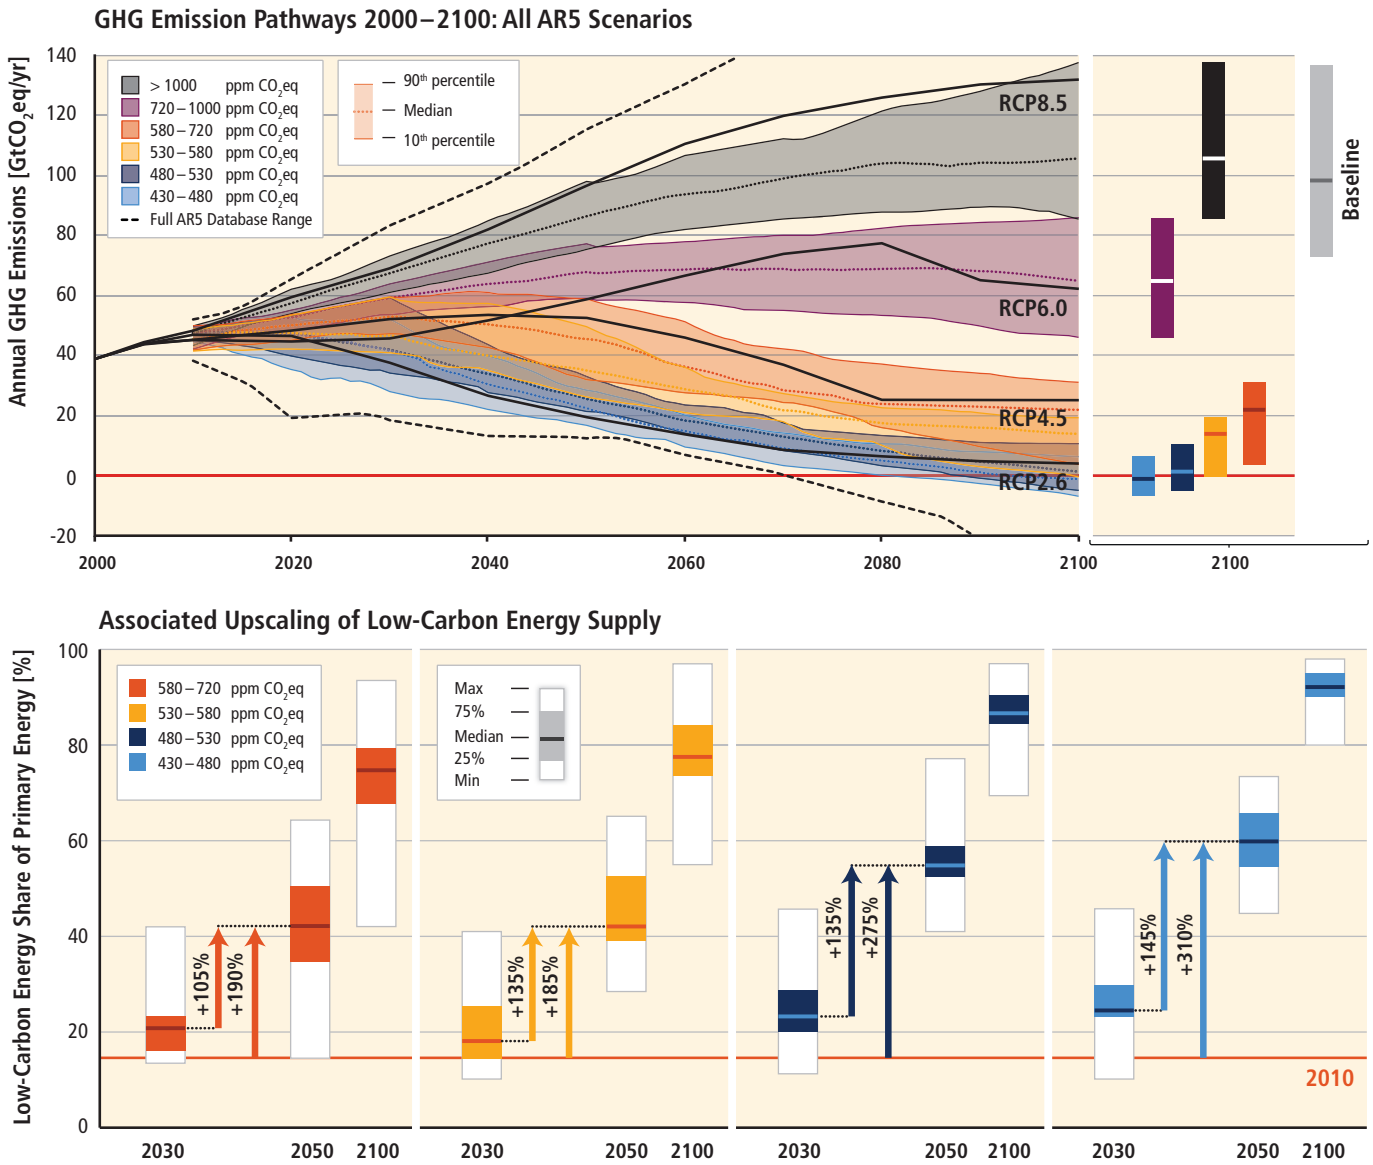 GHG Emission Pathways 2000–2100: All AR5 Scenarios
Annual GHG Emissions [GtCO2eq/yr]
140
120
100
80
60
40
20
0
-20
> 1000 ppm CO2eq
720–1000 ppm CO2eq
580–720 ppm CO2eq
530–580 ppm CO2eq
480–530 ppm CO2eq
430–480 ppm CO2eq
Full AR5 Database Range
90th percentile
Median
10th percentile
RCP8.5
RCP6.0
RCP4.5
RCP2.6
Baseline
2000
2020
2040
2060
2080
2100
2100
Associated Upscaling of Low-Carbon Energy Supply
Low-Carbon Energy Share of Primary Energy [%]
100
80
60
40
20
0
580–720 ppm CO2eq
530–580 ppm CO2eq
480–530 ppm CO2eq
430–480 ppm CO2eq
Max
75%
Median
25%
Min
+105%
+190%
+135%
+185%
+135%
+275%
+145%
+310%
2010
2030
2050
2100
2030
2050
2100
2030
2050
2100
2030
2050
2100